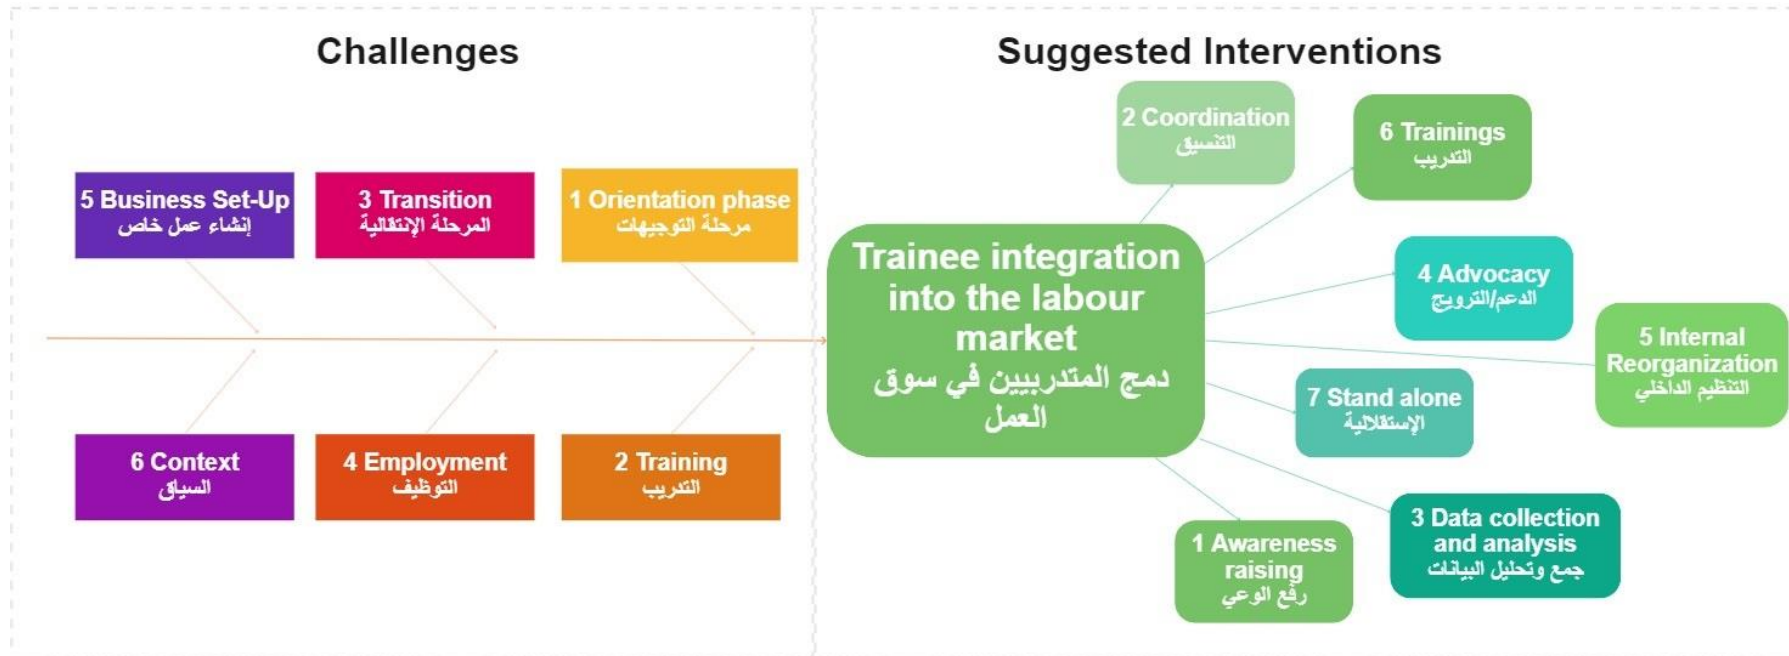 Challenges
5 Business Set-Up
إنشاء عمل خاص
3 Transition
المرحلة الإنتقالية
1 Orientation phase
مرحلة التوجيهات
6 Context
السياق
4 Employment
التوظيف
2 Training
التدريب
Suggested Interventions
2 Coordination
التنسيق
6 Trainings
التدريب
Trainee integration
into the labour
market
دمج المتدربيين في سوق
العمل
4 Advocacy
الدعم/الترويج
5 Internal
Reorganization
التنظيم الداخلي
7 Stand alone
الإستقلالية
3 Data collection
and analysis
جمع وتحليل البيانات
1 Awareness
raising
رفع الوعي